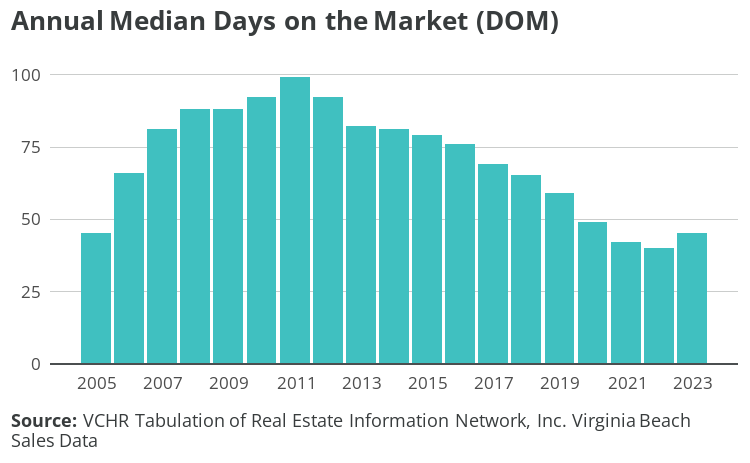 Annual Median Days on the Market (DOM)
100
75
50
25
0
2005 2007 2009 2011 2013 2015 2017 2019 2021 2023
Source: VCHR Tabulation of Real Estate Information Network, Inc. Virginia Beach
Sales Data